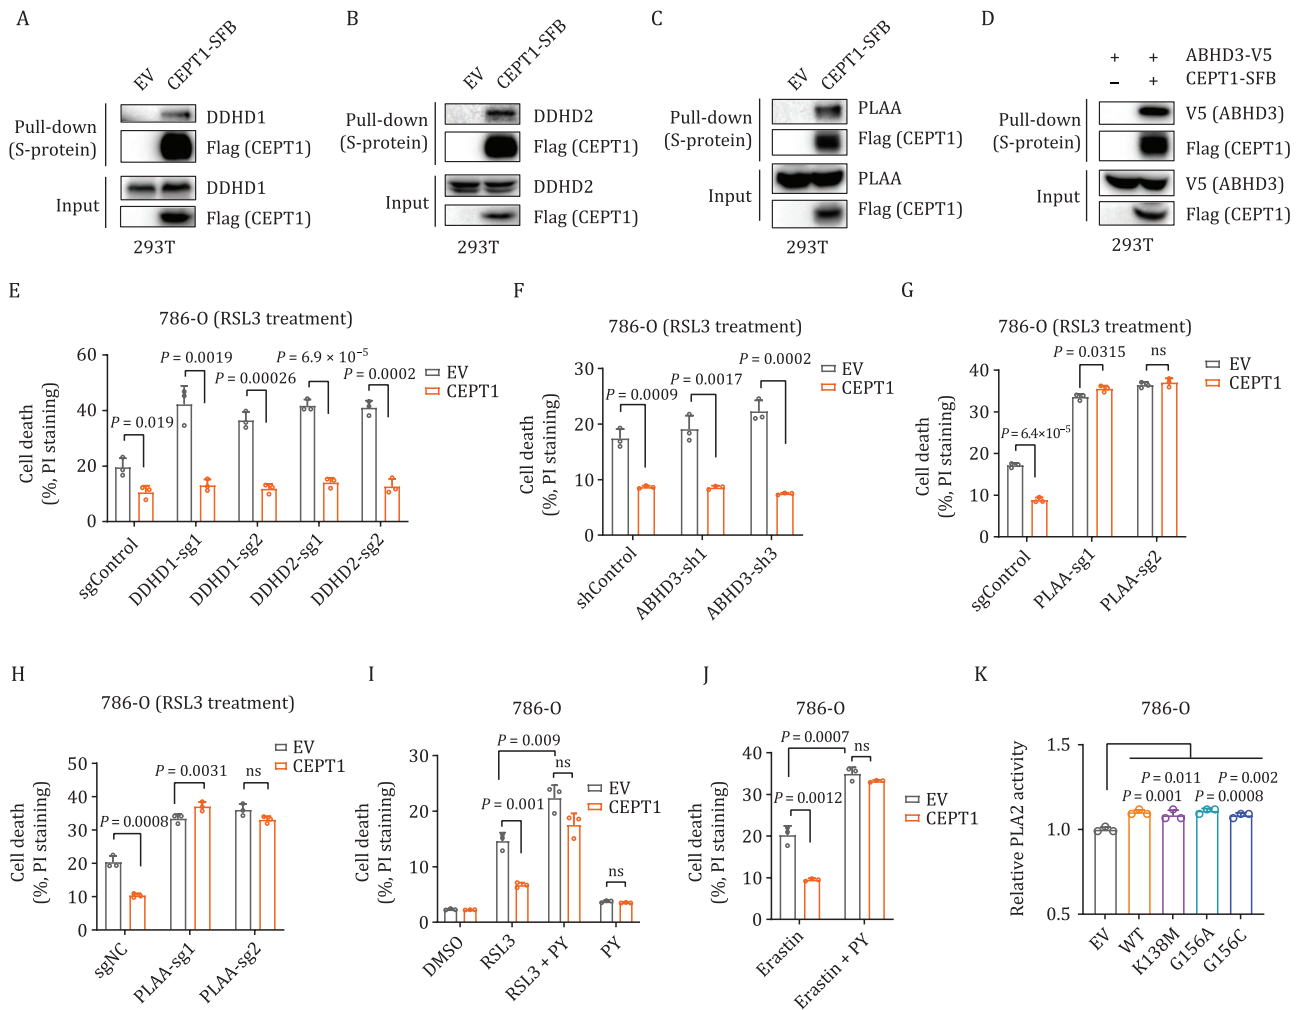 A
EV
CEPT1-SFB
Pull-down
(S-protein)
DDHD1
Flag (CEPT1)
Input
DDHD1
Flag (CEPT1)
293T
B
EV
CEPT1-SFB
Pull-down
(S-protein)
DDHD2
Flag (CEPT1)
Input
DDHD2
Flag (CEPT1)
293T
C
EV
CEPT1-SFB
Pull-down
(S-protein)
PLAA
Flag (CEPT1)
Input
PLAA
Flag (CEPT1)
293T
D
+ + ABHD3-V5
– + CEPT1-SFB
Pull-down
(S-protein)
V5 (ABHD3)
Flag (CEPT1)
Input
V5 (ABHD3)
Flag (CEPT1)
293T
E
786-O (RSL3 treatment)
Cell death
(%, PI staining)
60
40
20
0
P = 0.019
P = 0.0019
P = 0.00026
P = 6.9 × 10⁻⁵
P = 0.0002
EV
CEPT1
sgControl
DDHD1-sg1
DDHD1-sg2
DDHD2-sg1
DDHD2-sg2
F
786-O (RSL3 treatment)
Cell death
(%, PI staining)
30
20
10
0
P = 0.0009
P = 0.0017
P = 0.0002
EV
CEPT1
shControl
ABHD3-sh1
ABHD3-sh3
G
786-O (RSL3 treatment)
Cell death
(%, PI staining)
40
30
20
10
0
P = 6.4×10⁻⁵
P = 0.0315
ns
EV
CEPT1
sgControl
PLAA-sg1
PLAA-sg2
H
786-O (RSL3 treatment)
Cell death
(%, PI staining)
50
40
30
20
10
0
P = 0.0008
P = 0.0031
ns
EV
CEPT1
sgNC
PLAA-sg1
PLAA-sg2
I
786-O
Cell death
(%, PI staining)
30
20
10
0
P = 0.009
P = 0.001
ns
ns
EV
CEPT1
DMSO
RSL3
RSL3 + PY
PY
J
786-O
Cell death
(%, PI staining)
40
30
20
10
0
P = 0.0007
P = 0.0012
ns
EV
CEPT1
Erastin
Erastin + PY
K
786-O
Relative PLA2 activity
1.5
1.0
0.5
P = 0.011 P = 0.002
P = 0.001 P = 0.0008
EV
WT
K138M
G156A
G156C